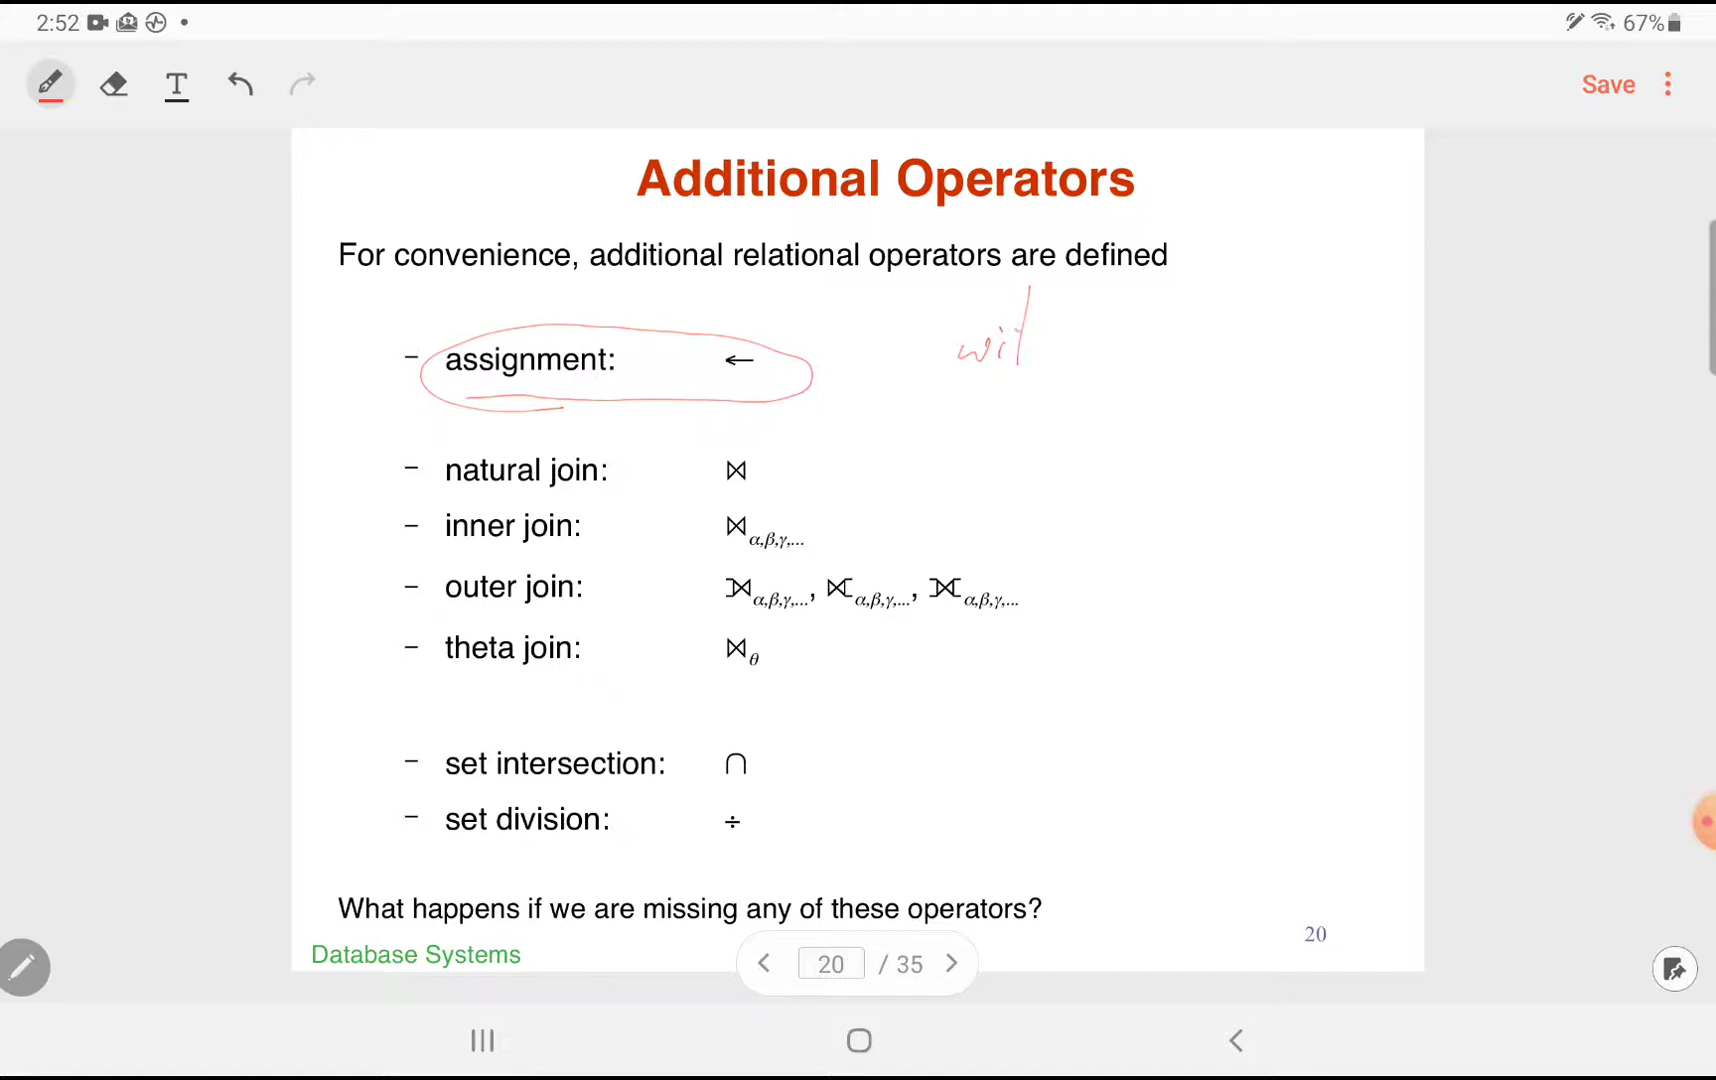 2:52
67%
T
Save
Additional Operators
For convenience, additional relational operators are defined
wil
– assignment: ←
– natural join: ⋈
– inner join: ⋈α,β,γ,...
– outer join: ⟕α,β,γ,..., ⟖α,β,γ,..., ⟗α,β,γ,...
– theta join: ⋈θ
– set intersection: ∩
– set division: ÷
What happens if we are missing any of these operators?
20
Database Systems
20 / 35